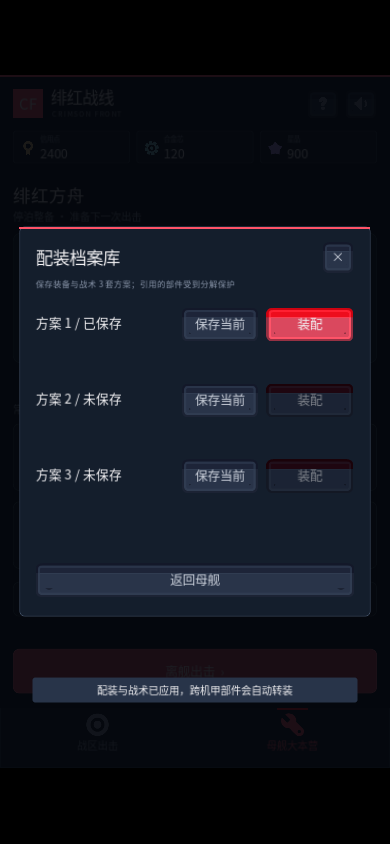 CF
绯红战线
?
2400
120
900
绯红方舟
配装档案库
×
保存装备与战术 3 套方案；引用的部件受到分解保护
方案 1 / 已保存 保存当前 装配
方案 2 / 未保存 保存当前 装配
方案 3 / 未保存 保存当前 装配
返回母舰
配装与战术已应用，跨机甲部件会自动转装